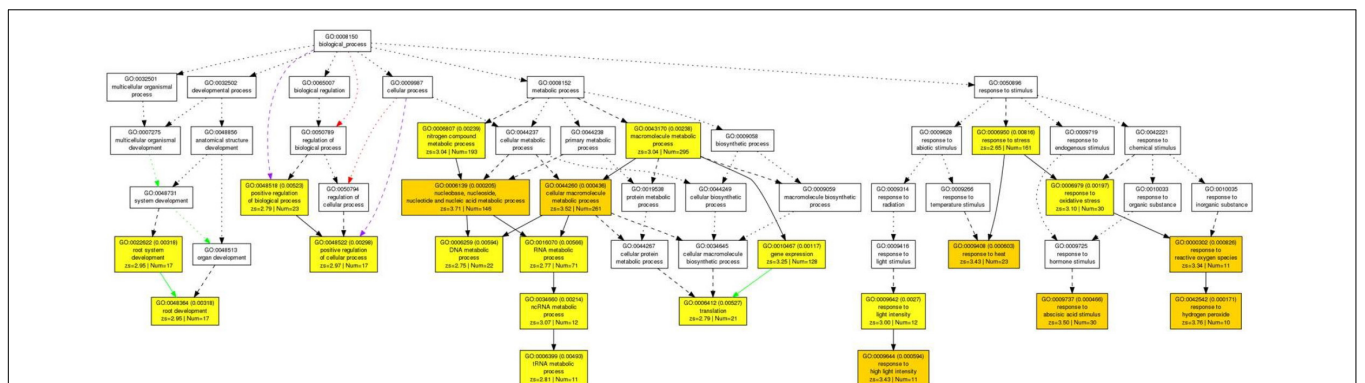 GO:0008150
biological_process
GO:0032501
multicellular organismal
process
GO:0032502
developmental process
GO:0065007
biological regulation
GO:0009987
cellular process
GO:0008152
metabolic process
GO:0050896
response to stimulus
GO:0007275
multicellular organismal
development
GO:0048856
anatomical structure
development
GO:0050789
regulation of
biological process
GO:0006807 (0.00239)
nitrogen compound
metabolic process
zs=3.04 | Num=193
GO:0044237
cellular metabolic
process
GO:0044238
primary metabolic
process
GO:0043170 (0.00238)
macromolecule metabolic
process
zs=3.04 | Num=295
GO:0009058
biosynthetic process
GO:0009628
response to
abiotic stimulus
GO:0006950 (0.00816)
response to stress
zs=2.65 | Num=161
GO:0009719
response to
endogenous stimulus
GO:0042221
response to
chemical stimulus
GO:0048731
system development
GO:0048518 (0.00523)
positive regulation
of biological process
zs=2.79 | Num=23
GO:0050794
regulation of
cellular process
GO:0006139 (0.000205)
nucleobase, nucleoside,
nucleotide and nucleic acid metabolic process
zs=3.71 | Num=146
GO:0044260 (0.000436)
cellular macromolecule
metabolic process
zs=3.52 | Num=261
GO:0019538
protein metabolic
process
GO:0044249
cellular biosynthetic
process
GO:0009059
macromolecule biosynthetic
process
GO:0009314
response to
radiation
GO:0009266
response to
temperature stimulus
GO:0006979 (0.00197)
response to
oxidative stress
zs=3.10 | Num=30
GO:0010033
response to
organic substance
GO:0010035
response to
inorganic substance
GO:0022622 (0.00318)
root system
development
zs=2.95 | Num=17
GO:0048513
organ development
GO:0048522 (0.00298)
positive regulation
of cellular process
zs=2.97 | Num=17
GO:0006259 (0.00594)
DNA metabolic
process
zs=2.75 | Num=22
GO:0016070 (0.00566)
RNA metabolic
process
zs=2.77 | Num=71
GO:0044267
cellular protein
metabolic process
GO:0034645
cellular macromolecule
biosynthetic process
GO:0010467 (0.00117)
gene expression
zs=3.25 | Num=128
GO:0009416
response to
light stimulus
GO:0009408 (0.000603)
response to heat
zs=3.43 | Num=23
GO:0009725
response to
hormone stimulus
GO:0000302 (0.000826)
response to
reactive oxygen species
zs=3.34 | Num=11
GO:0048364 (0.00318)
root development
zs=2.95 | Num=17
GO:0034660 (0.00214)
ncRNA metabolic
process
zs=3.07 | Num=12
GO:0006412 (0.00527)
translation
zs=2.79 | Num=21
GO:0009642 (0.0027)
response to
light intensity
zs=3.00 | Num=12
GO:0009737 (0.000466)
response to
abscisic acid stimulus
zs=3.50 | Num=30
GO:0042542 (0.000171)
response to
hydrogen peroxide
zs=3.76 | Num=10
GO:0006399 (0.00493)
tRNA metabolic
process
zs=2.81 | Num=11
GO:0009644 (0.000594)
response to
high light intensity
zs=3.43 | Num=11